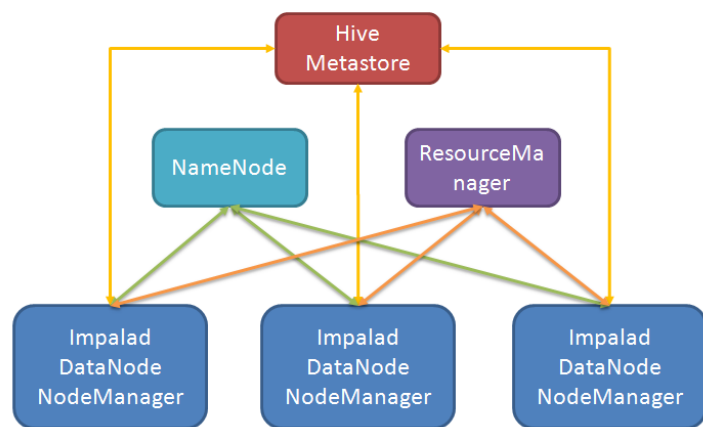 Hive
Metastore
NameNode
ResourceMa
nager
Impalad
DataNode
NodeManager
Impalad
DataNode
NodeManager
Impalad
DataNode
NodeManager